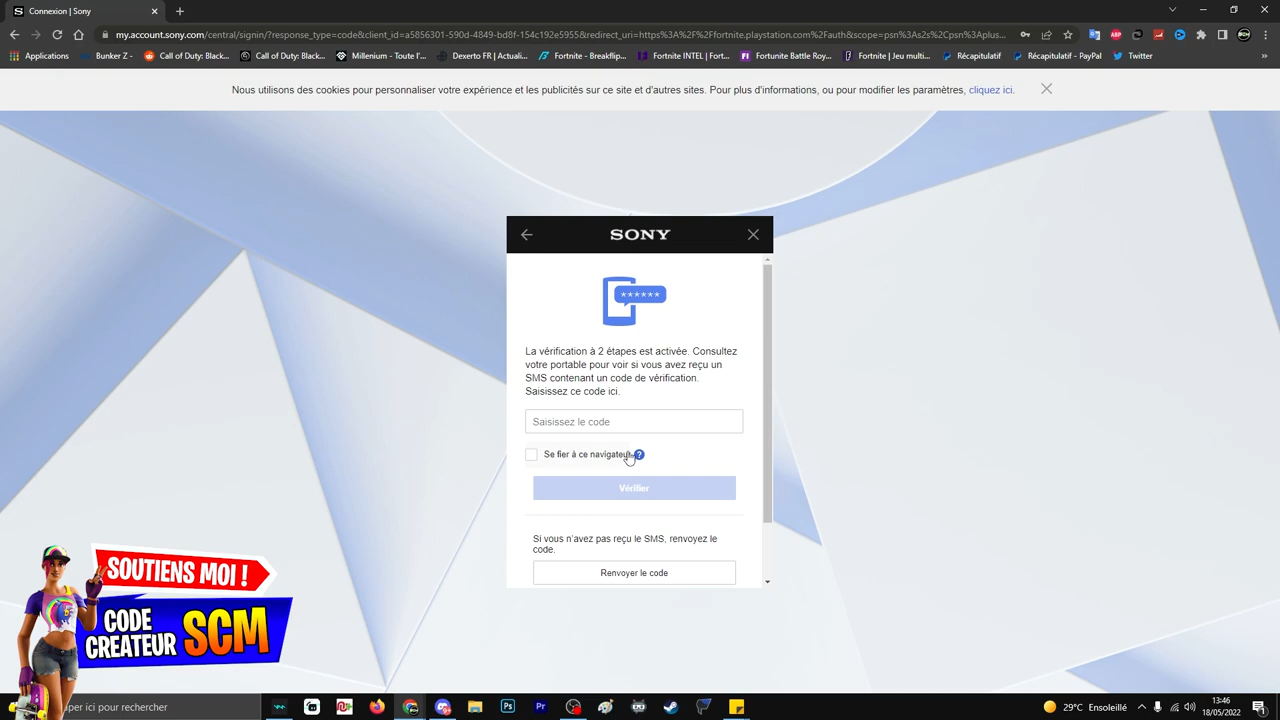 Connexion | Sony
my.account.sony.com/central/signin/?response_type=code&client_id=a5856301-590d-4849-bd8f-154c192e5955&redirect_uri=https%3A%2F%2Ffortnite.playstation.com%2Fauth&scope=psn%3As2%2Cpsn%3Aplus...
Applications
Bunker Z -
Call of Duty: Black...
Call of Duty: Black...
Millenium - Toute l'...
Dexerto FR | Actuali...
Fortnite - Breakflip...
Fortnite INTEL | Fort...
Fortunite Battle Roy...
Fortnite | Jeu multi...
Récapitulatif
Récapitulatif - PayPal
Twitter
»
Nous utilisons des cookies pour personnaliser votre expérience et les publicités sur ce site et d'autres sites. Pour plus d'informations, ou pour modifier les paramètres, cliquez ici.
SONY
******
La vérification à 2 étapes est activée. Consultez
votre portable pour voir si vous avez reçu un
SMS contenant un code de vérification.
Saisissez ce code ici.
Saisissez le code
Se fier à ce navigateur ?
Vérifier
Si vous n'avez pas reçu le SMS, renvoyez le
code.
Renvoyer le code
SOUTIENS MOI !
CODE
CREATEUR SCM
per ici pour rechercher
29°C Ensoleillé
13:46
18/05/2022